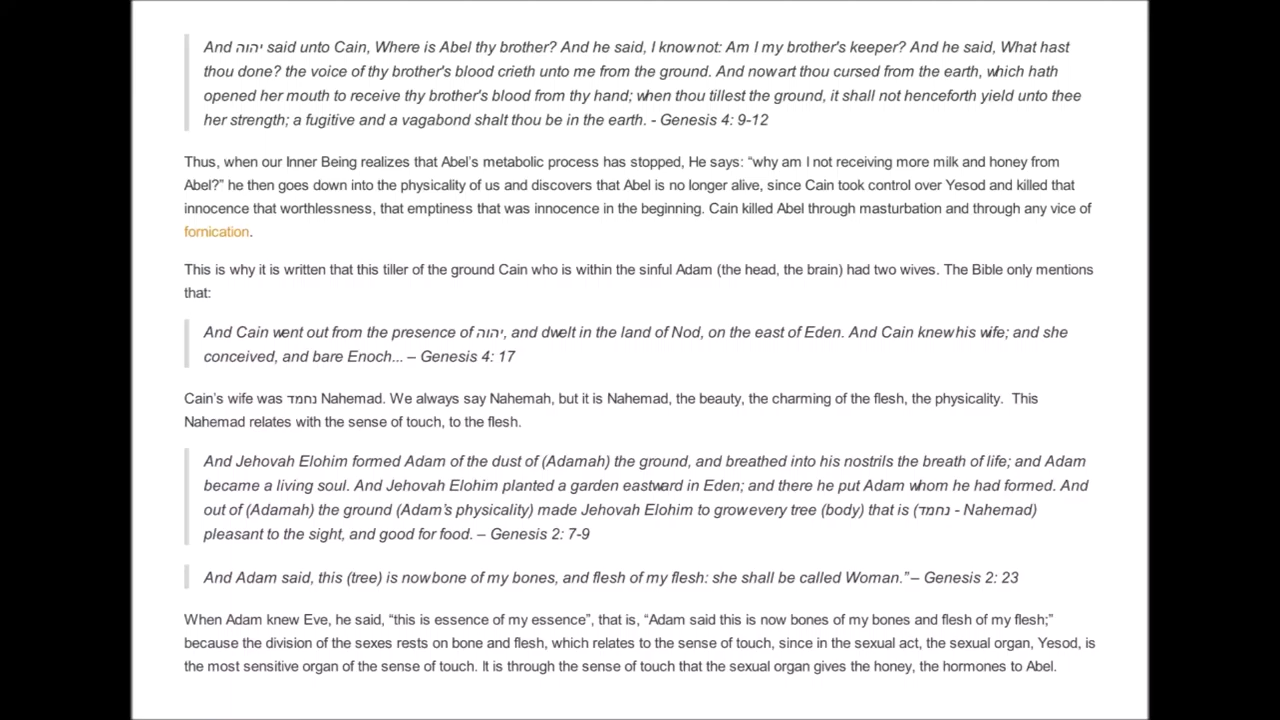 And יהוה said unto Cain, Where is Abel thy brother? And he said, I know not: Am I my brother's keeper? And he said, What hast
thou done? the voice of thy brother's blood crieth unto me from the ground. And now art thou cursed from the earth, which hath
opened her mouth to receive thy brother's blood from thy hand; when thou tillest the ground, it shall not henceforth yield unto thee
her strength; a fugitive and a vagabond shalt thou be in the earth. - Genesis 4: 9-12
Thus, when our Inner Being realizes that Abel's metabolic process has stopped, He says: “why am I not receiving more milk and honey from
Abel?” he then goes down into the physicality of us and discovers that Abel is no longer alive, since Cain took control over Yesod and killed that
innocence that worthlessness, that emptiness that was innocence in the beginning. Cain killed Abel through masturbation and through any vice of
fornication.
This is why it is written that this tiller of the ground Cain who is within the sinful Adam (the head, the brain) had two wives. The Bible only mentions
that:
And Cain went out from the presence of יהוה, and dwelt in the land of Nod, on the east of Eden. And Cain knew his wife; and she
conceived, and bare Enoch... – Genesis 4: 17
Cain's wife was נחמד Nahemad. We always say Nahemah, but it is Nahemad, the beauty, the charming of the flesh, the physicality. This
Nahemad relates with the sense of touch, to the flesh.
And Jehovah Elohim formed Adam of the dust of (Adamah) the ground, and breathed into his nostrils the breath of life; and Adam
became a living soul. And Jehovah Elohim planted a garden eastward in Eden; and there he put Adam whom he had formed. And
out of (Adamah) the ground (Adam's physicality) made Jehovah Elohim to grow every tree (body) that is (נחמד - Nahemad)
pleasant to the sight, and good for food. – Genesis 2: 7-9
And Adam said, this (tree) is now bone of my bones, and flesh of my flesh: she shall be called Woman.” – Genesis 2: 23
When Adam knew Eve, he said, “this is essence of my essence”, that is, “Adam said this is now bones of my bones and flesh of my flesh;”
because the division of the sexes rests on bone and flesh, which relates to the sense of touch, since in the sexual act, the sexual organ, Yesod, is
the most sensitive organ of the sense of touch. It is through the sense of touch that the sexual organ gives the honey, the hormones to Abel.